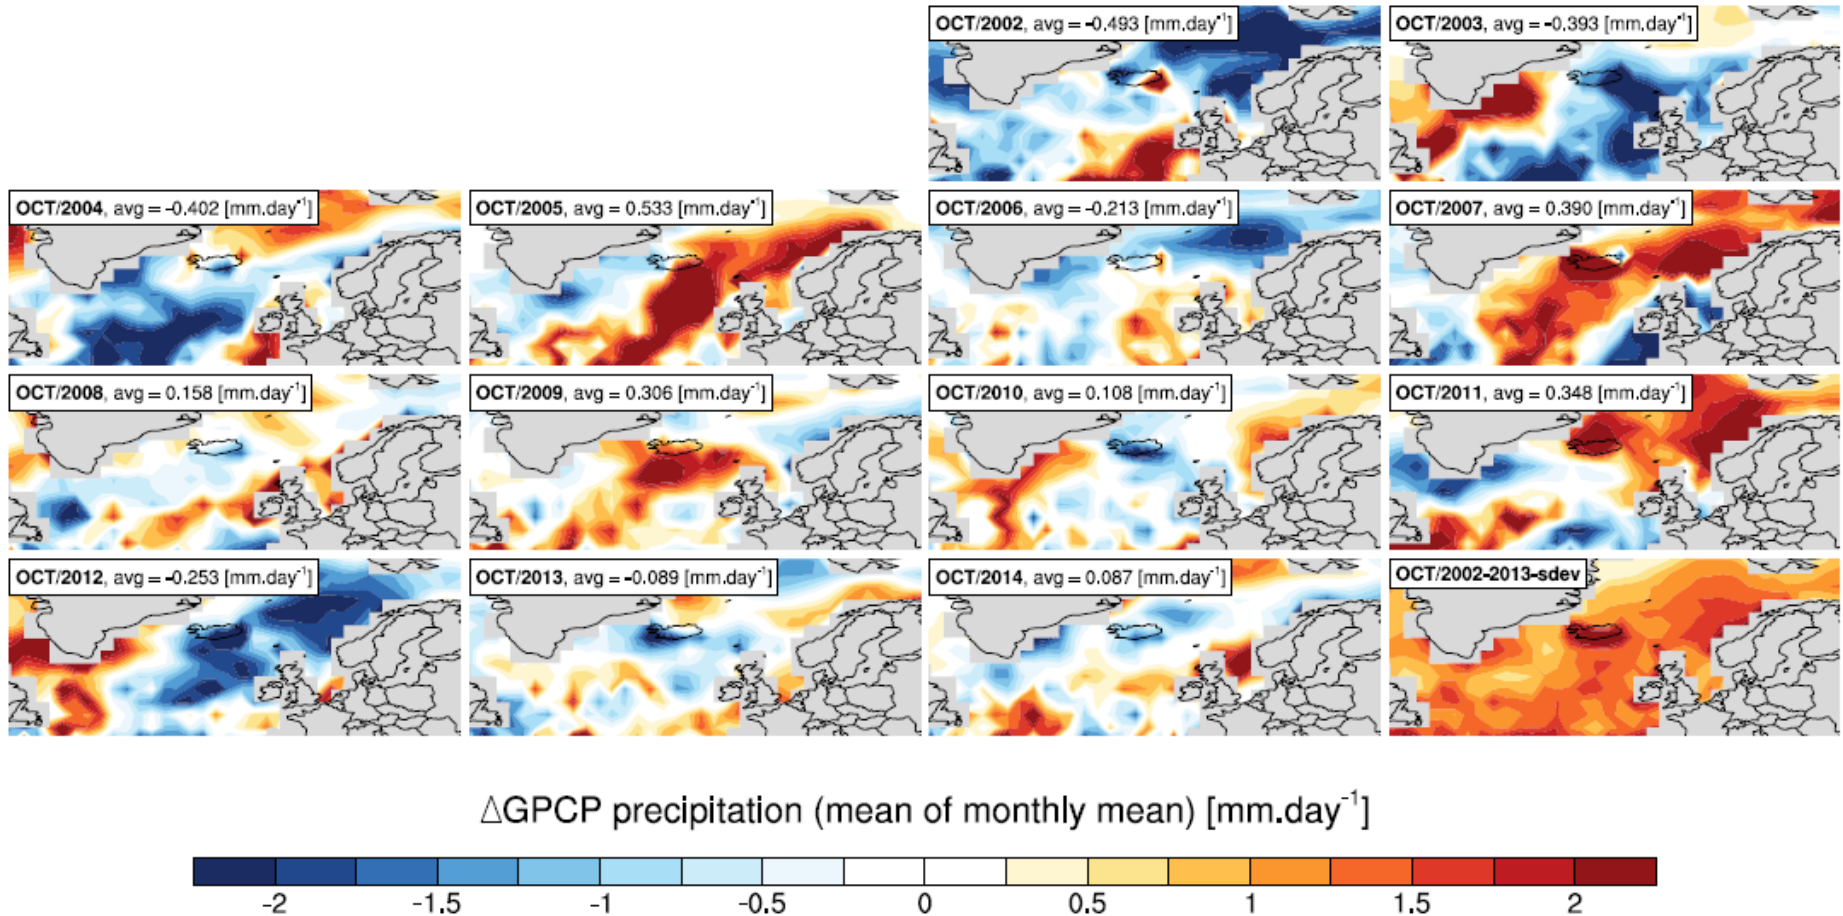 OCT/2002, avg = -0.493 [mm.day⁻¹]
OCT/2003, avg = -0.393 [mm.day⁻¹]
OCT/2004, avg = -0.402 [mm.day⁻¹]
OCT/2005, avg = 0.533 [mm.day⁻¹]
OCT/2006, avg = -0.213 [mm.day⁻¹]
OCT/2007, avg = 0.390 [mm.day⁻¹]
OCT/2008, avg = 0.158 [mm.day⁻¹]
OCT/2009, avg = 0.306 [mm.day⁻¹]
OCT/2010, avg = 0.108 [mm.day⁻¹]
OCT/2011, avg = 0.348 [mm.day⁻¹]
OCT/2012, avg = -0.253 [mm.day⁻¹]
OCT/2013, avg = -0.089 [mm.day⁻¹]
OCT/2014, avg = 0.087 [mm.day⁻¹]
OCT/2002-2013-sdev
ΔGPCP precipitation (mean of monthly mean) [mm.day⁻¹]
-2 -1.5 -1 -0.5 0 0.5 1 1.5 2